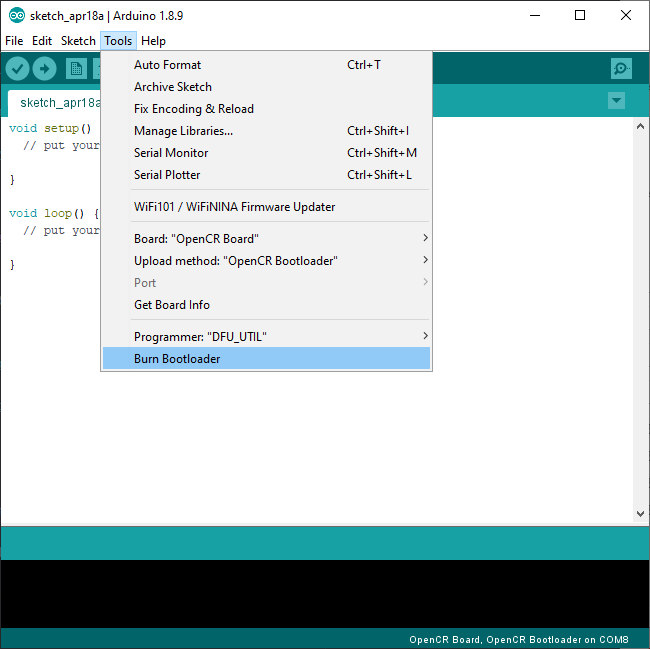 sketch_apr18a | Arduino 1.8.9
File Edit Sketch Tools Help
sketch_apr18a
void setup()
// put your
}
void loop() {
// put your
}
Auto Format Ctrl+T
Archive Sketch
Fix Encoding & Reload
Manage Libraries... Ctrl+Shift+I
Serial Monitor Ctrl+Shift+M
Serial Plotter Ctrl+Shift+L
WiFi101 / WiFiNINA Firmware Updater
Board: "OpenCR Board"
Upload method: "OpenCR Bootloader"
Port
Get Board Info
Programmer: "DFU_UTIL"
Burn Bootloader
OpenCR Board, OpenCR Bootloader on COM8